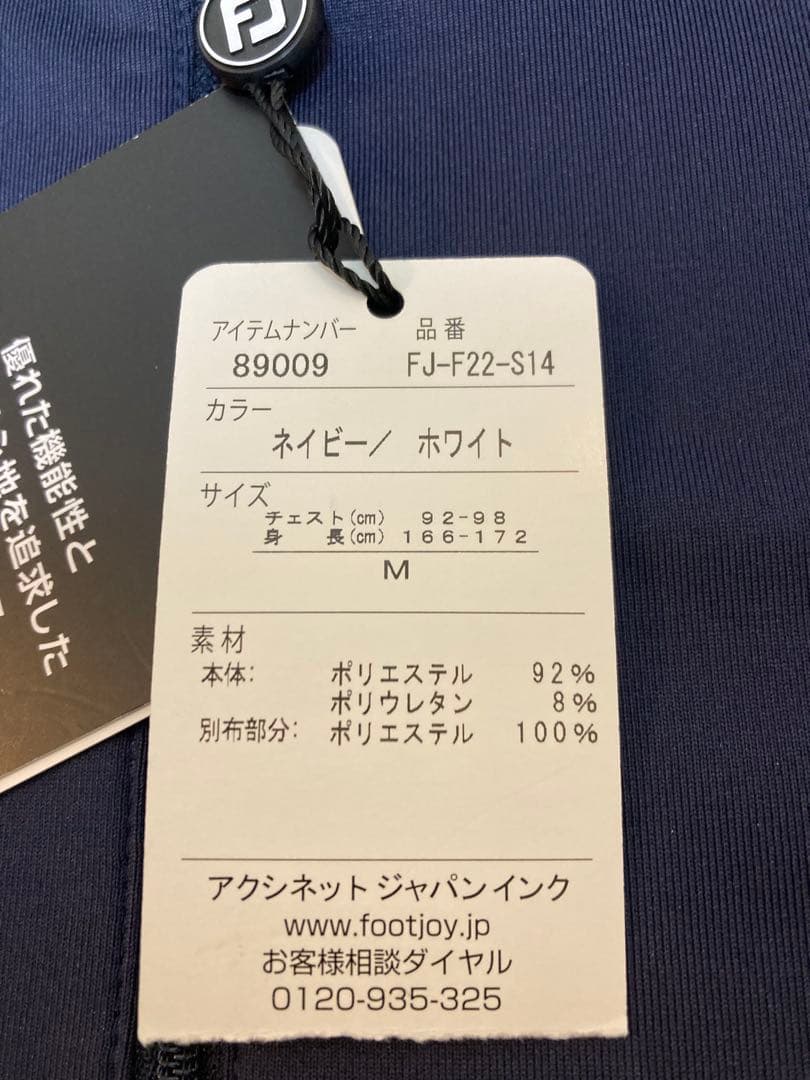 FJ
優れた機能性と
地を追求した
アイテムナンバー 品番
89009 FJ-F22-S14
カラー
ネイビー/ ホワイト
サイズ
チェスト(cm) 92-98
身 長(cm) 166-172
M
素材
本体: ポリエステル 92%
ポリウレタン 8%
別布部分: ポリエステル 100%
アクシネット ジャパン インク
www.footjoy.jp
お客様相談ダイヤル
0120-935-325